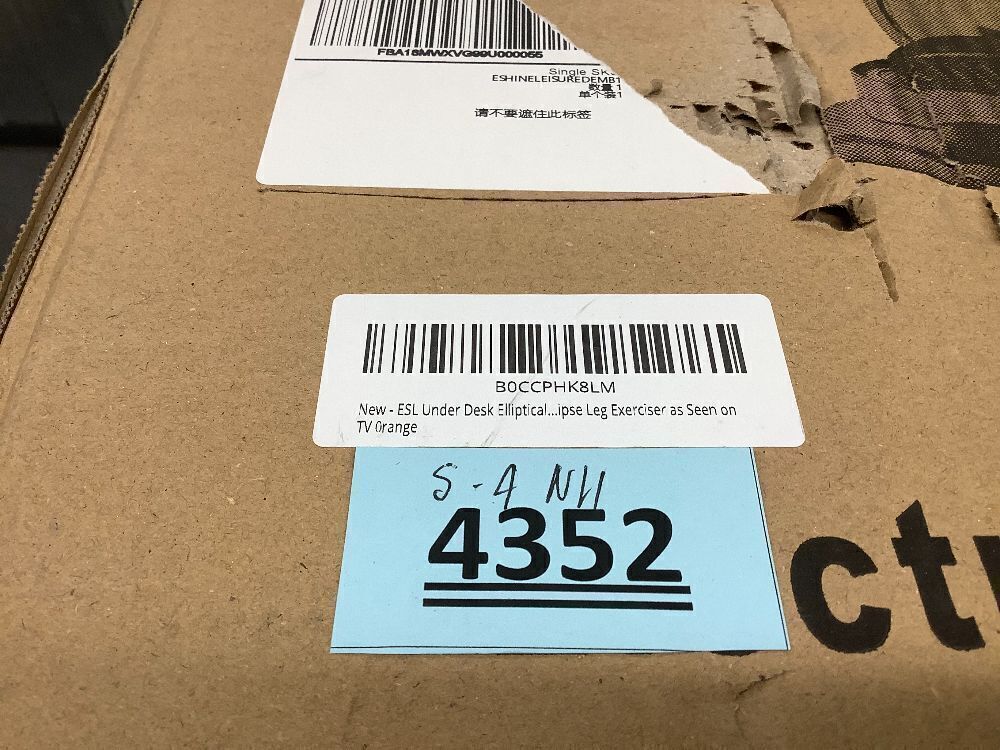 FBA18MWXVG99U000055
Single SK
ESHINELEISUREDEMB1
数量 1
单个装1
请不要遮住此标签
B0CCPHK8LM
New - ESL Under Desk Elliptical...ipse Leg Exerciser as Seen on
TV Orange
S-4 NH
4352
ctr